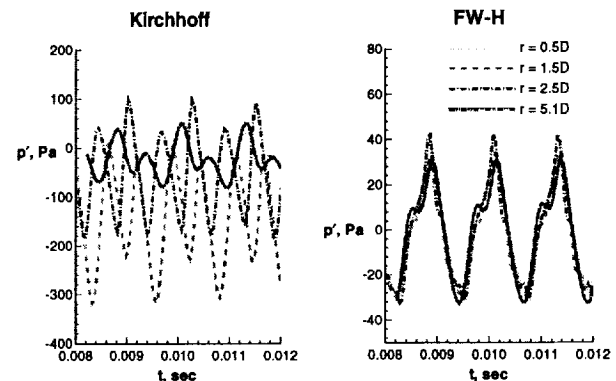 Kirchhoff
200
100
0
-100
-200
-300
-400
p', Pa
0.008
0.009
0.010
0.011
0.012
t, sec
FW-H
80
60
40
20
0
-20
-40
p', Pa
r = 0.5D
r = 1.5D
r = 2.5D
r = 5.1D
0.008
0.009
0.010
0.011
0.012
t, sec